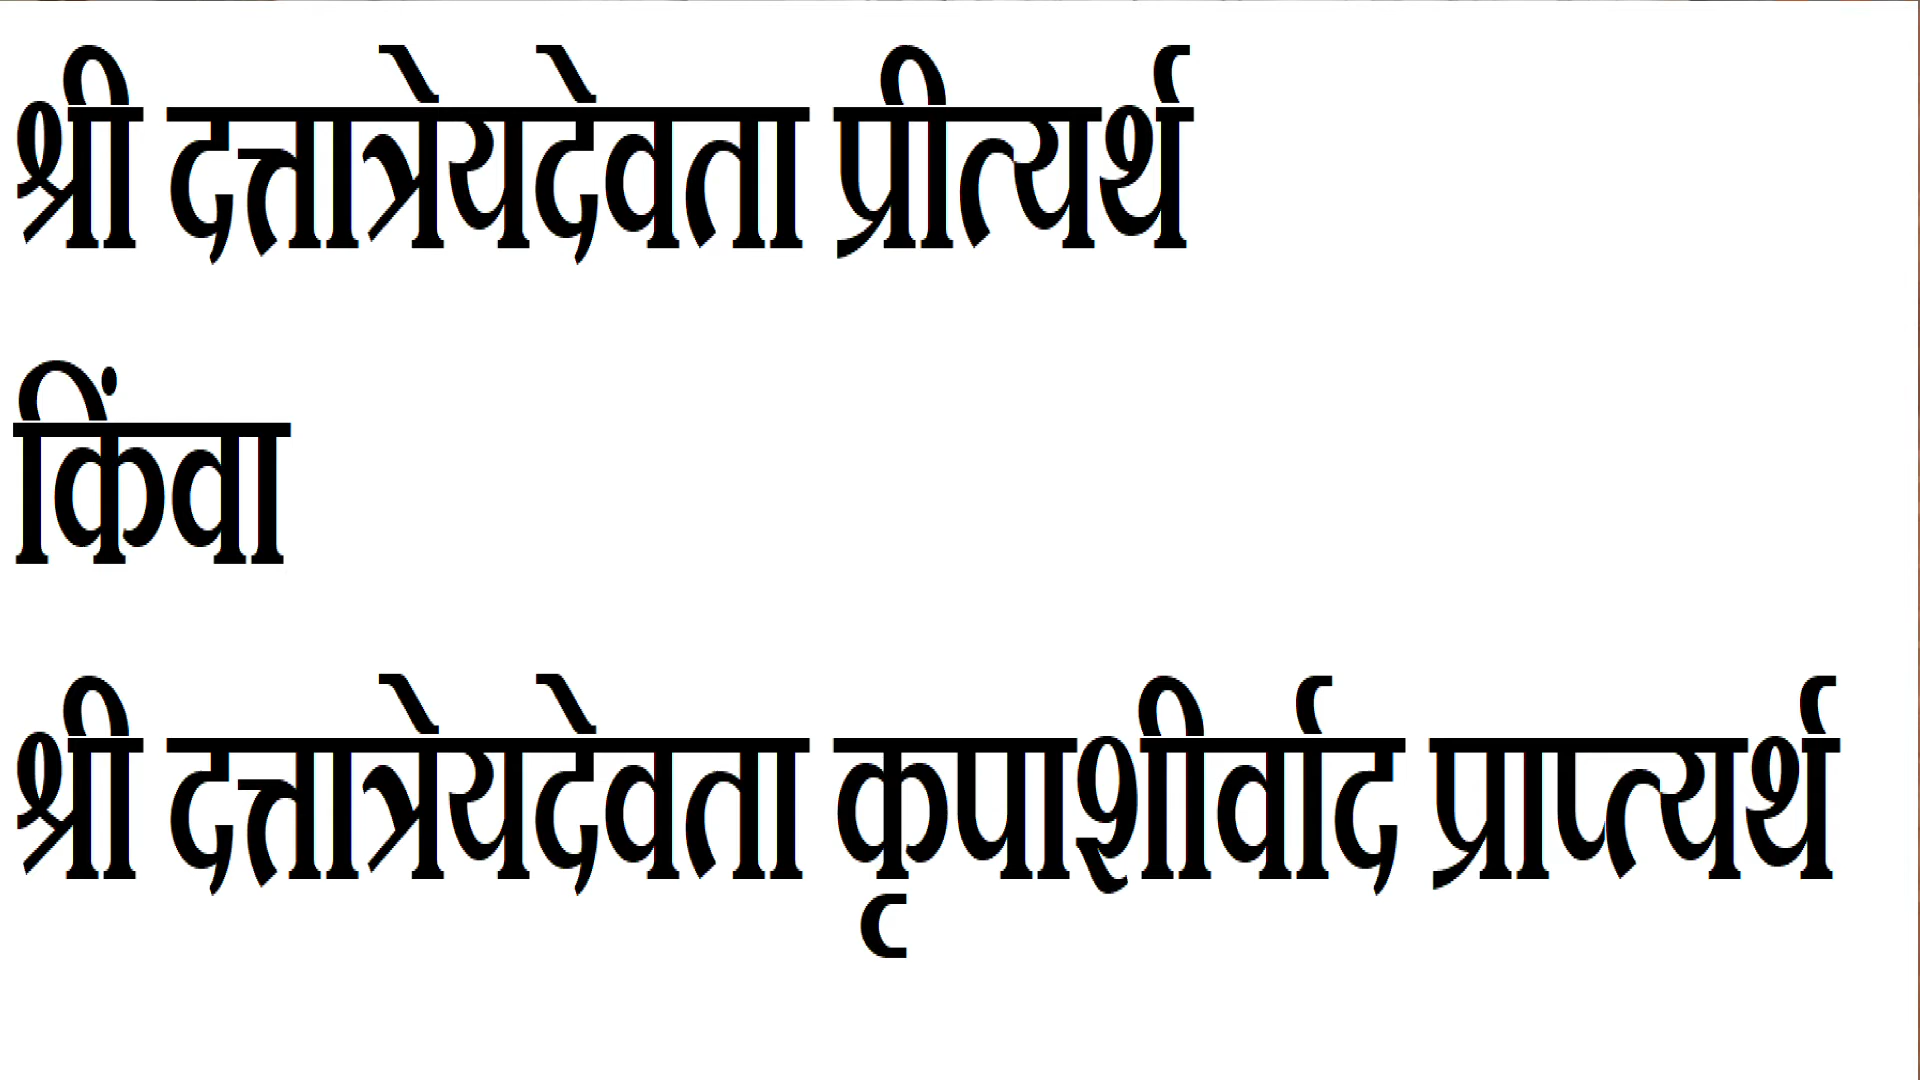 श्री दत्तात्रेयदेवता प्रीत्यर्थ
किंवा
श्री दत्तात्रेयदेवता कृपाशीर्वाद प्राप्त्यर्थ